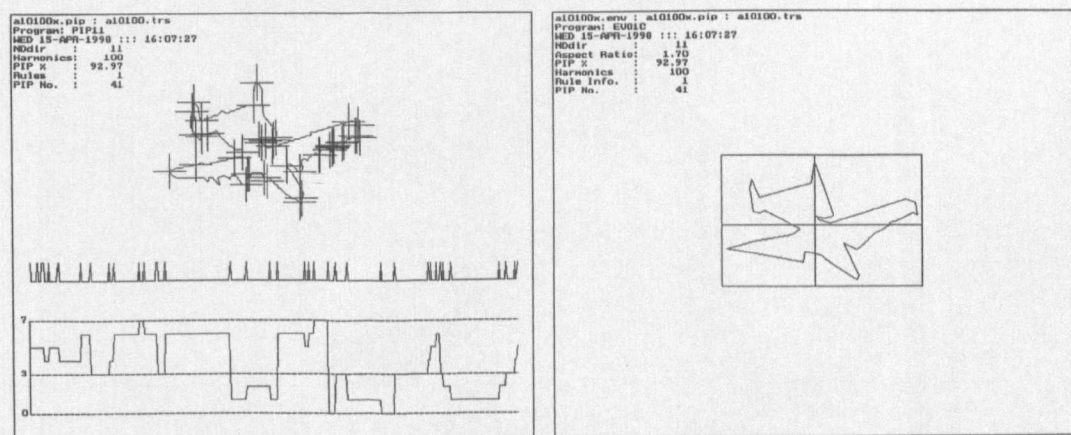 al0100x.pip : al0100.trs
Program: PIP11
WED 15-APR-1998 ::: 16:07:27
NDdir : 11
Harmonics: 100
PIP % : 92.97
Rules : 1
PIP No. : 41
7
3
0
al0100x.env : al0100x.pip : al0100.trs
Program: EV01C
WED 15-APR-1998 ::: 16:07:27
NDdir : 11
Aspect Ratio: 1.70
PIP % : 92.97
Harmonics : 100
Rule Info. : 1
PIP No. : 41